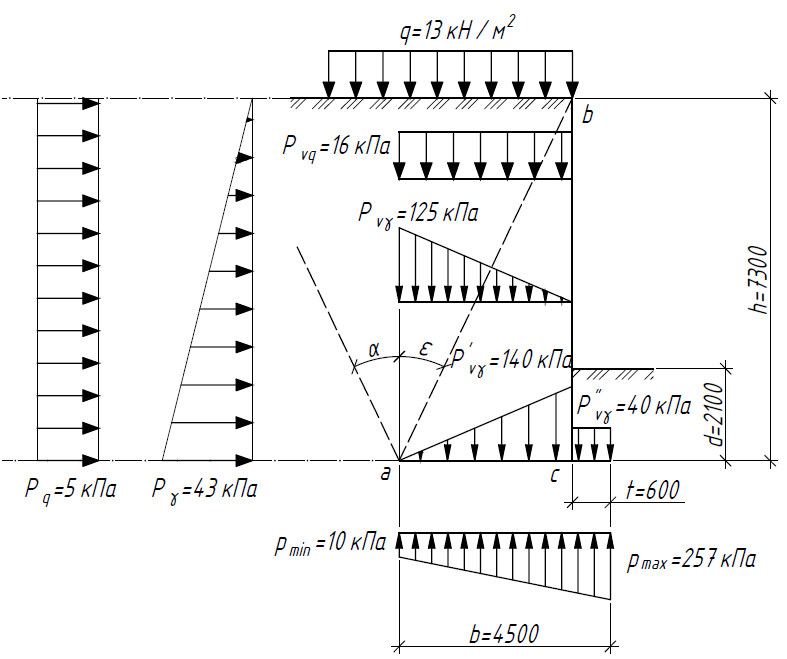 q=13 кН/м²
b
P vq=16 кПа
P vγ=125 кПа
h=7300
α
ε
P' vγ=140 кПа
P'' vγ=40 кПа
d=2100
a
c
P q=5 кПа
P γ=43 кПа
t=600
p min=10 кПа
p max=257 кПа
b=4500